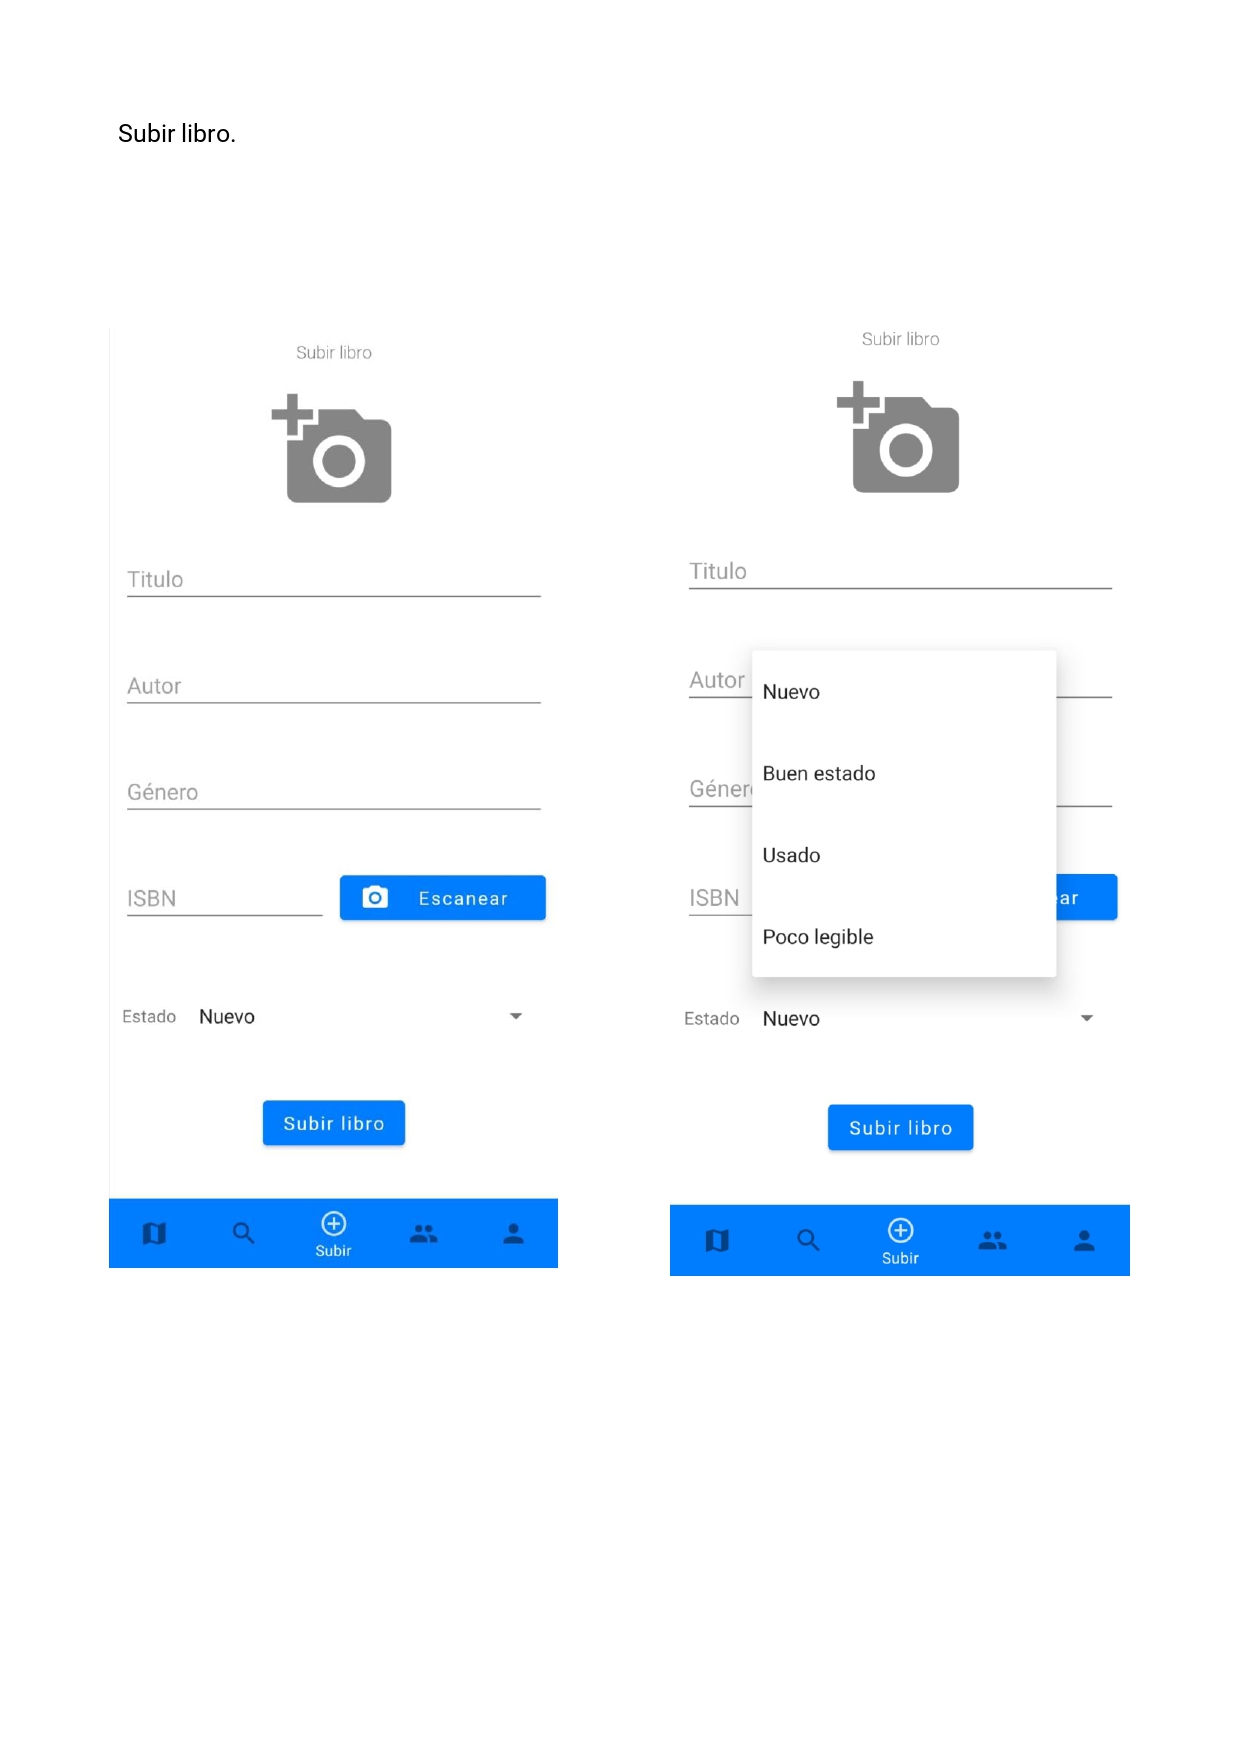 Subir libro.
Subir libro
Titulo
Autor
Género
ISBN
Escanear
Estado Nuevo
Subir libro
Subir
Subir libro
Titulo
Autor
Nuevo
Buen estado
Géner
Usado
ISBN
ar
Poco legible
Estado Nuevo
Subir libro
Subir